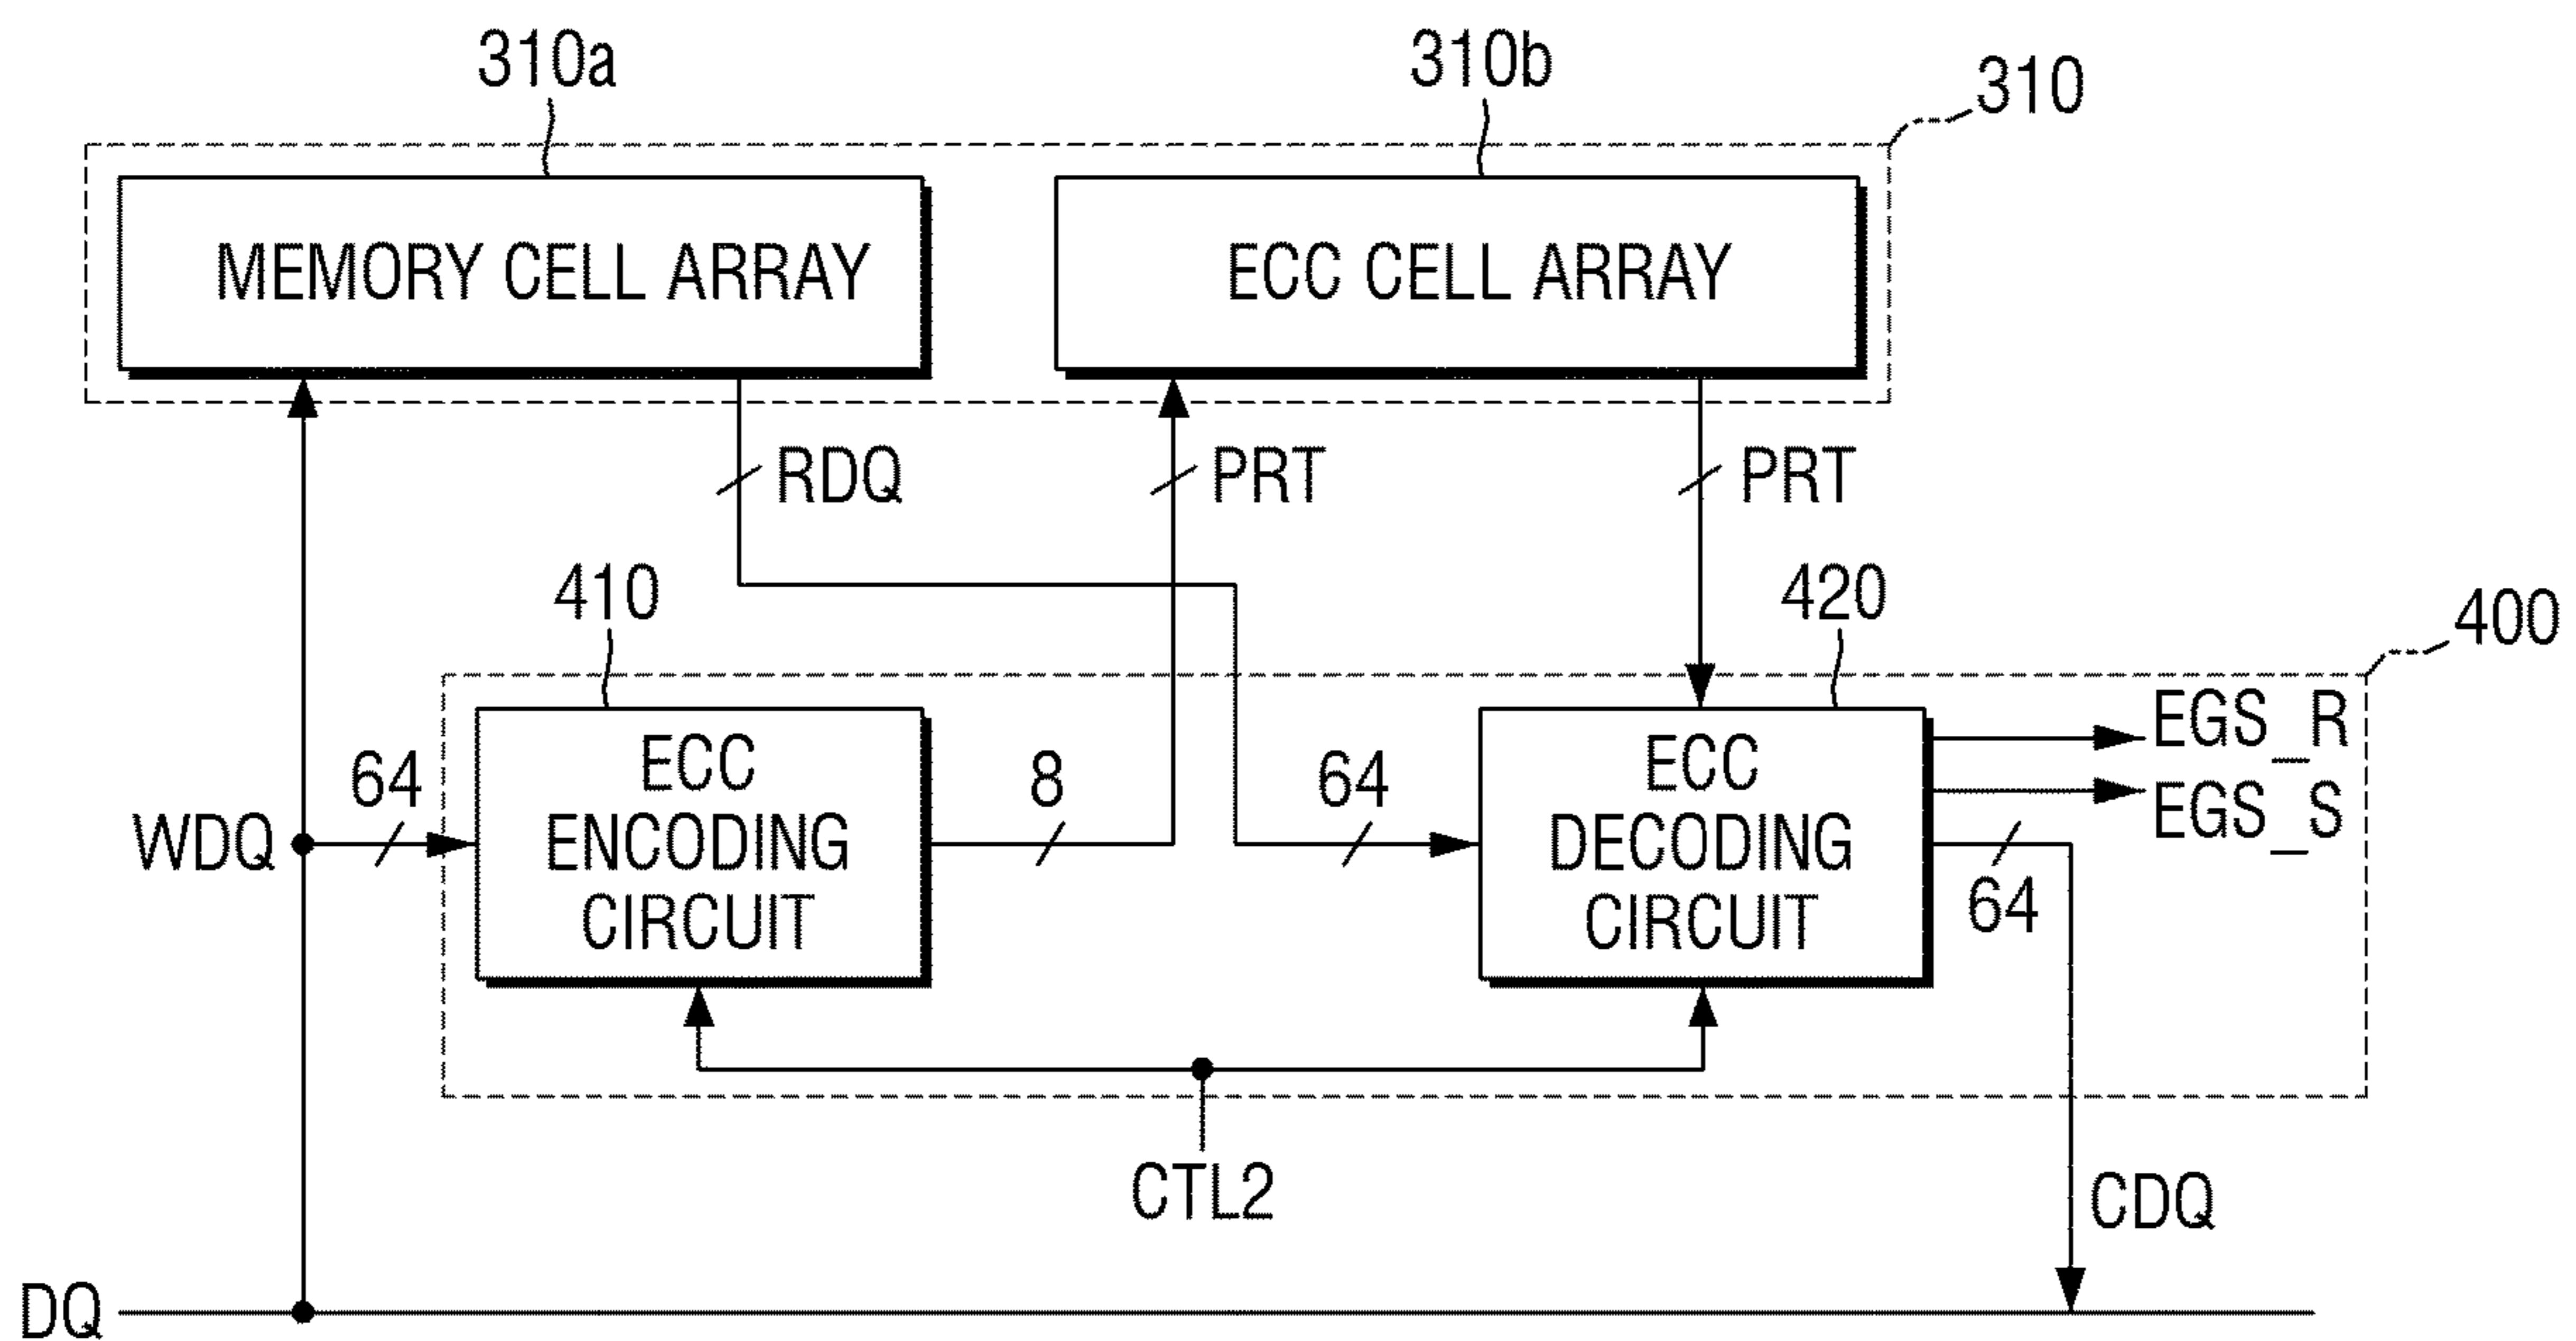 310a
310b
310
MEMORY CELL ARRAY
ECC CELL ARRAY
RDQ
PRT
PRT
410
420
400
WDQ
64
ECC
ENCODING
CIRCUIT
8
64
ECC
DECODING
CIRCUIT
EGS_R
EGS_S
64
CTL2
CDQ
DQ